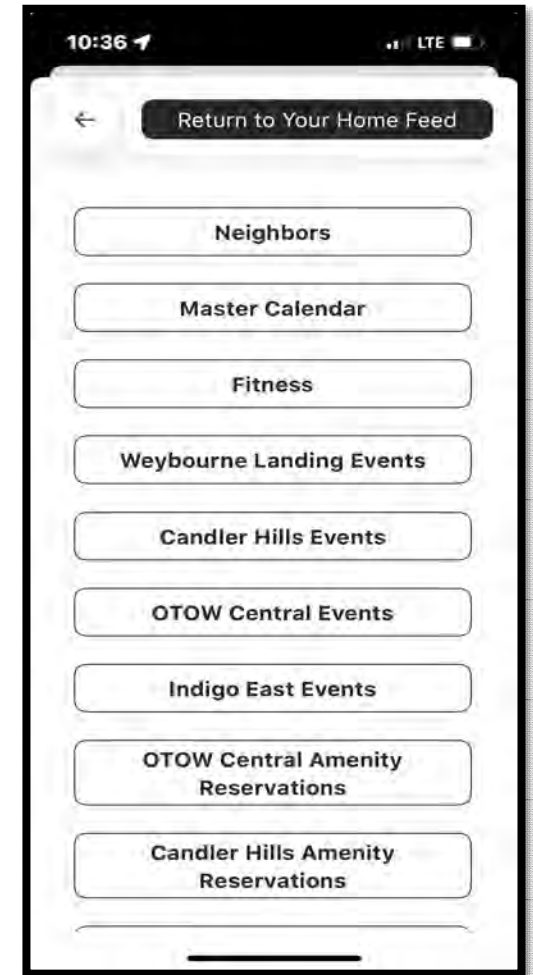 10:36
LTE
Return to Your Home Feed
Neighbors
Master Calendar
Fitness
Weybourne Landing Events
Candler Hills Events
OTOW Central Events
Indigo East Events
OTOW Central Amenity
Reservations
Candler Hills Amenity
Reservations